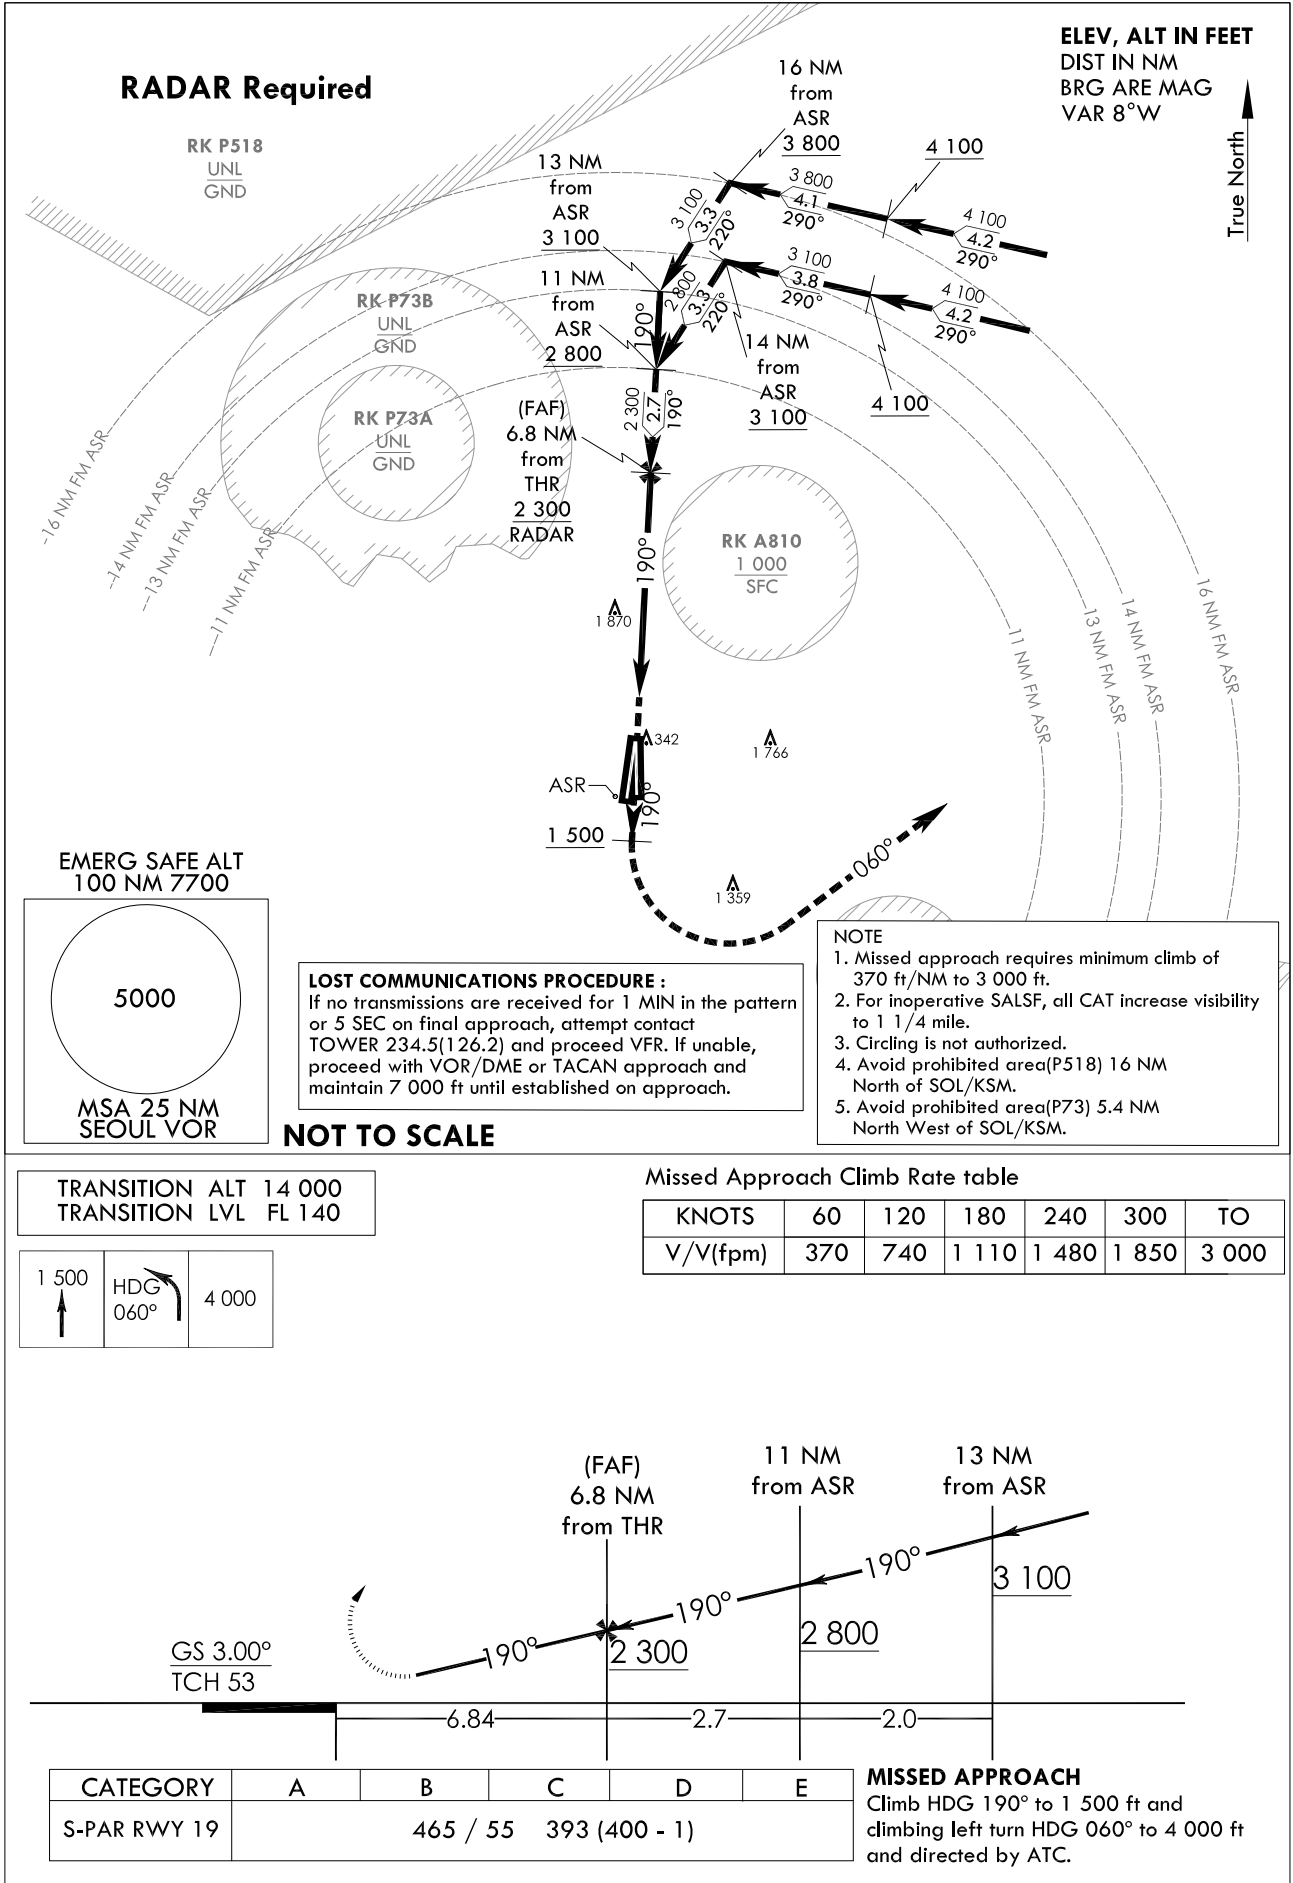 RADAR Required
ELEV, ALT IN FEET
DIST IN NM
BRG ARE MAG
VAR 8°W
True North
RK P518
UNL
GND
16 NM
from
ASR
3 800
4 100
13 NM
from
ASR
3 100
3 100
3.3
220°
3 800
4.1
290°
4 100
4.2
290°
11 NM
from
ASR
2 800
2 800
3.3
220°
3 100
3.8
290°
4 100
4.2
290°
190°
14 NM
from
ASR
3 100
4 100
RK P73B
UNL
GND
RK P73A
UNL
GND
(FAF)
6.8 NM
from
THR
2 300
RADAR
2 300
2.7
190°
RK A810
1 000
SFC
190°
16 NM FM ASR
14 NM FM ASR
13 NM FM ASR
11 NM FM ASR
11 NM FM ASR
13 NM FM ASR
14 NM FM ASR
16 NM FM ASR
1 870
342
1 766
ASR
190°
1 500
060°
1 359
EMERG SAFE ALT
100 NM 7700
5000
MSA 25 NM
SEOUL VOR
LOST COMMUNICATIONS PROCEDURE :
If no transmissions are received for 1 MIN in the pattern
or 5 SEC on final approach, attempt contact
TOWER 234.5(126.2) and proceed VFR. If unable,
proceed with VOR/DME or TACAN approach and
maintain 7 000 ft until established on approach.
NOT TO SCALE
NOTE
1. Missed approach requires minimum climb of
370 ft/NM to 3 000 ft.
2. For inoperative SALSF, all CAT increase visibility
to 1 1/4 mile.
3. Circling is not authorized.
4. Avoid prohibited area(P518) 16 NM
North of SOL/KSM.
5. Avoid prohibited area(P73) 5.4 NM
North West of SOL/KSM.
TRANSITION ALT 14 000
TRANSITION LVL FL 140
Missed Approach Climb Rate table
KNOTS 60 120 180 240 300 TO
V/V(fpm) 370 740 1 110 1 480 1 850 3 000
1 500
HDG
060°
4 000
(FAF)
6.8 NM
from THR
11 NM
from ASR
13 NM
from ASR
190°
3 100
190°
2 800
190°
2 300
GS 3.00°
TCH 53
6.84 2.7 2.0
CATEGORY A B C D E
S-PAR RWY 19 465 / 55 393 (400 - 1)
MISSED APPROACH
Climb HDG 190° to 1 500 ft and
climbing left turn HDG 060° to 4 000 ft
and directed by ATC.